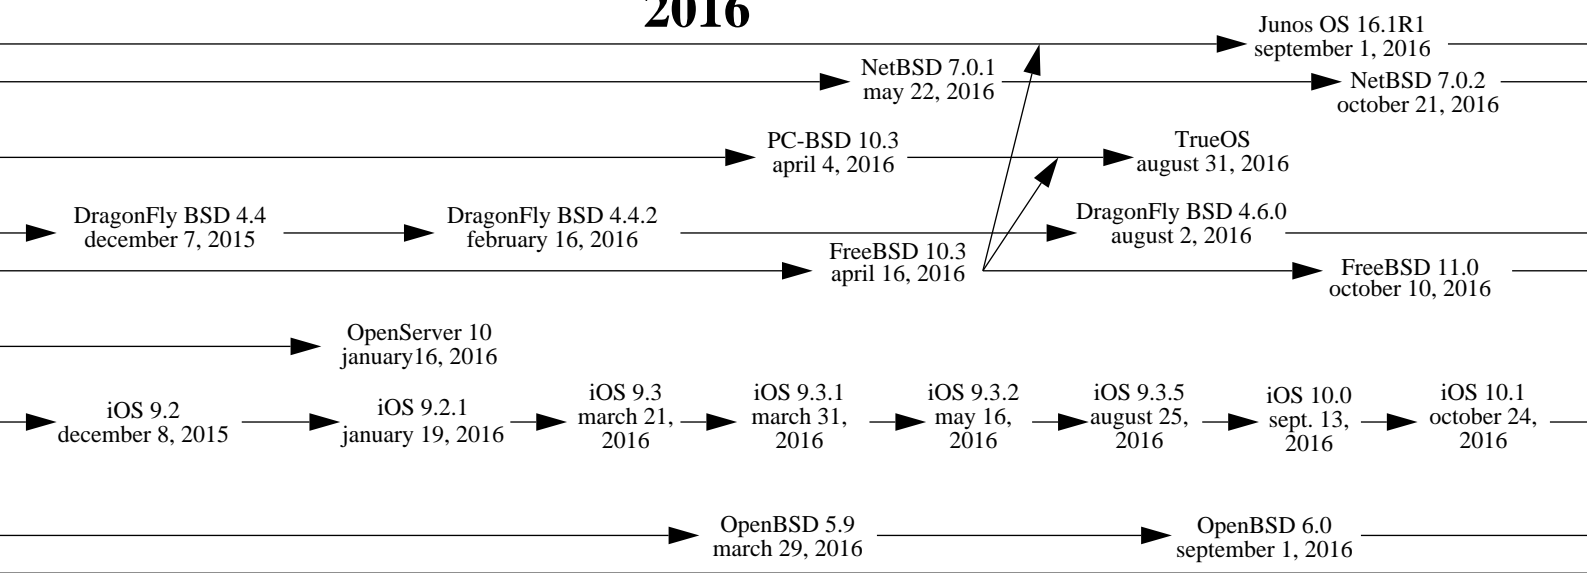 2016
Junos OS 16.1R1
september 1, 2016
NetBSD 7.0.1
may 22, 2016
NetBSD 7.0.2
october 21, 2016
PC-BSD 10.3
april 4, 2016
TrueOS
august 31, 2016
DragonFly BSD 4.4
december 7, 2015
DragonFly BSD 4.4.2
february 16, 2016
DragonFly BSD 4.6.0
august 2, 2016
FreeBSD 10.3
april 16, 2016
FreeBSD 11.0
october 10, 2016
OpenServer 10
january16, 2016
iOS 9.2
december 8, 2015
iOS 9.2.1
january 19, 2016
iOS 9.3
march 21,
2016
iOS 9.3.1
march 31,
2016
iOS 9.3.2
may 16,
2016
iOS 9.3.5
august 25,
2016
iOS 10.0
sept. 13,
2016
iOS 10.1
october 24,
2016
OpenBSD 5.9
march 29, 2016
OpenBSD 6.0
september 1, 2016